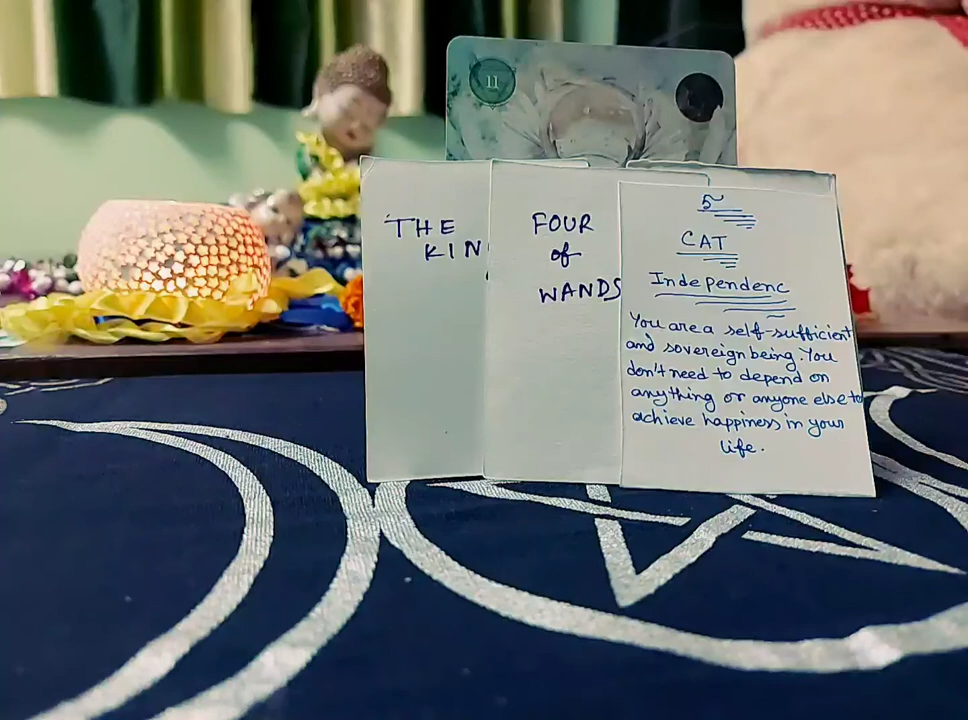 11
THE
KIN
FOUR
of
WANDS
5
CAT
Independenc
You are a self-sufficient
and sovereign being. You
don't need to depend on
anything or anyone else to
achieve happiness in your
life.